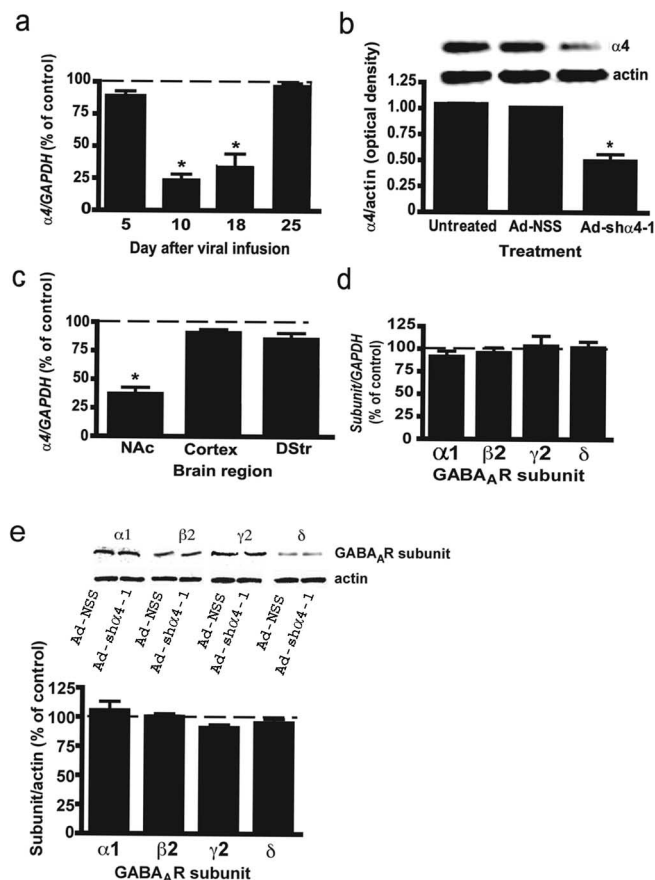 a
α4/GAPDH (% of control)
100
75
50
25
0
* *
5 10 18 25
Day after viral infusion
b
α4
actin
α4/actin (optical density)
1.25
1.00
0.75
0.50
0.25
0.00
*
Untreated Ad-NSS Ad-shα4-1
Treatment
c
α4/GAPDH (% of control)
100
75
50
25
0
*
NAc Cortex DStr
Brain region
d
Subunit/GAPDH
(% of control)
125
100
75
50
25
0
α1 β2 γ2 δ
GABAAR subunit
e
α1 β2 γ2 δ
GABAAR subunit
actin
Ad-NSS
Ad-shα4-1
Ad-NSS
Ad-shα4-1
Ad-NSS
Ad-shα4-1
Ad-NSS
Ad-shα4-1
Subunit/actin (% of control)
125
100
75
50
25
0
α1 β2 γ2 δ
GABAAR subunit